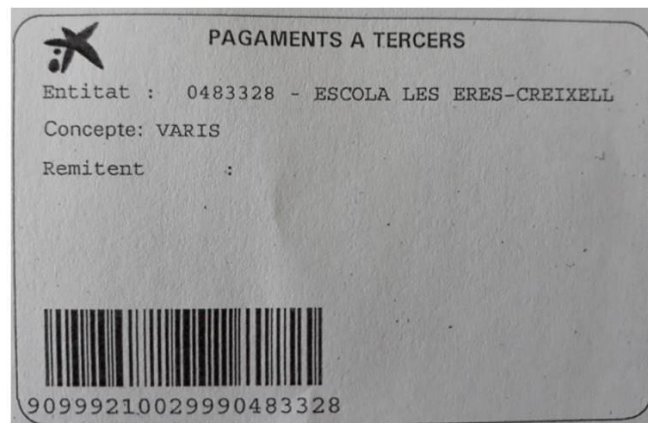 PAGAMENTS A TERCERS
Entitat : 0483328 - ESCOLA LES ERES-CREIXELL
Concepte: VARIS
Remitent :
90999210029990483328